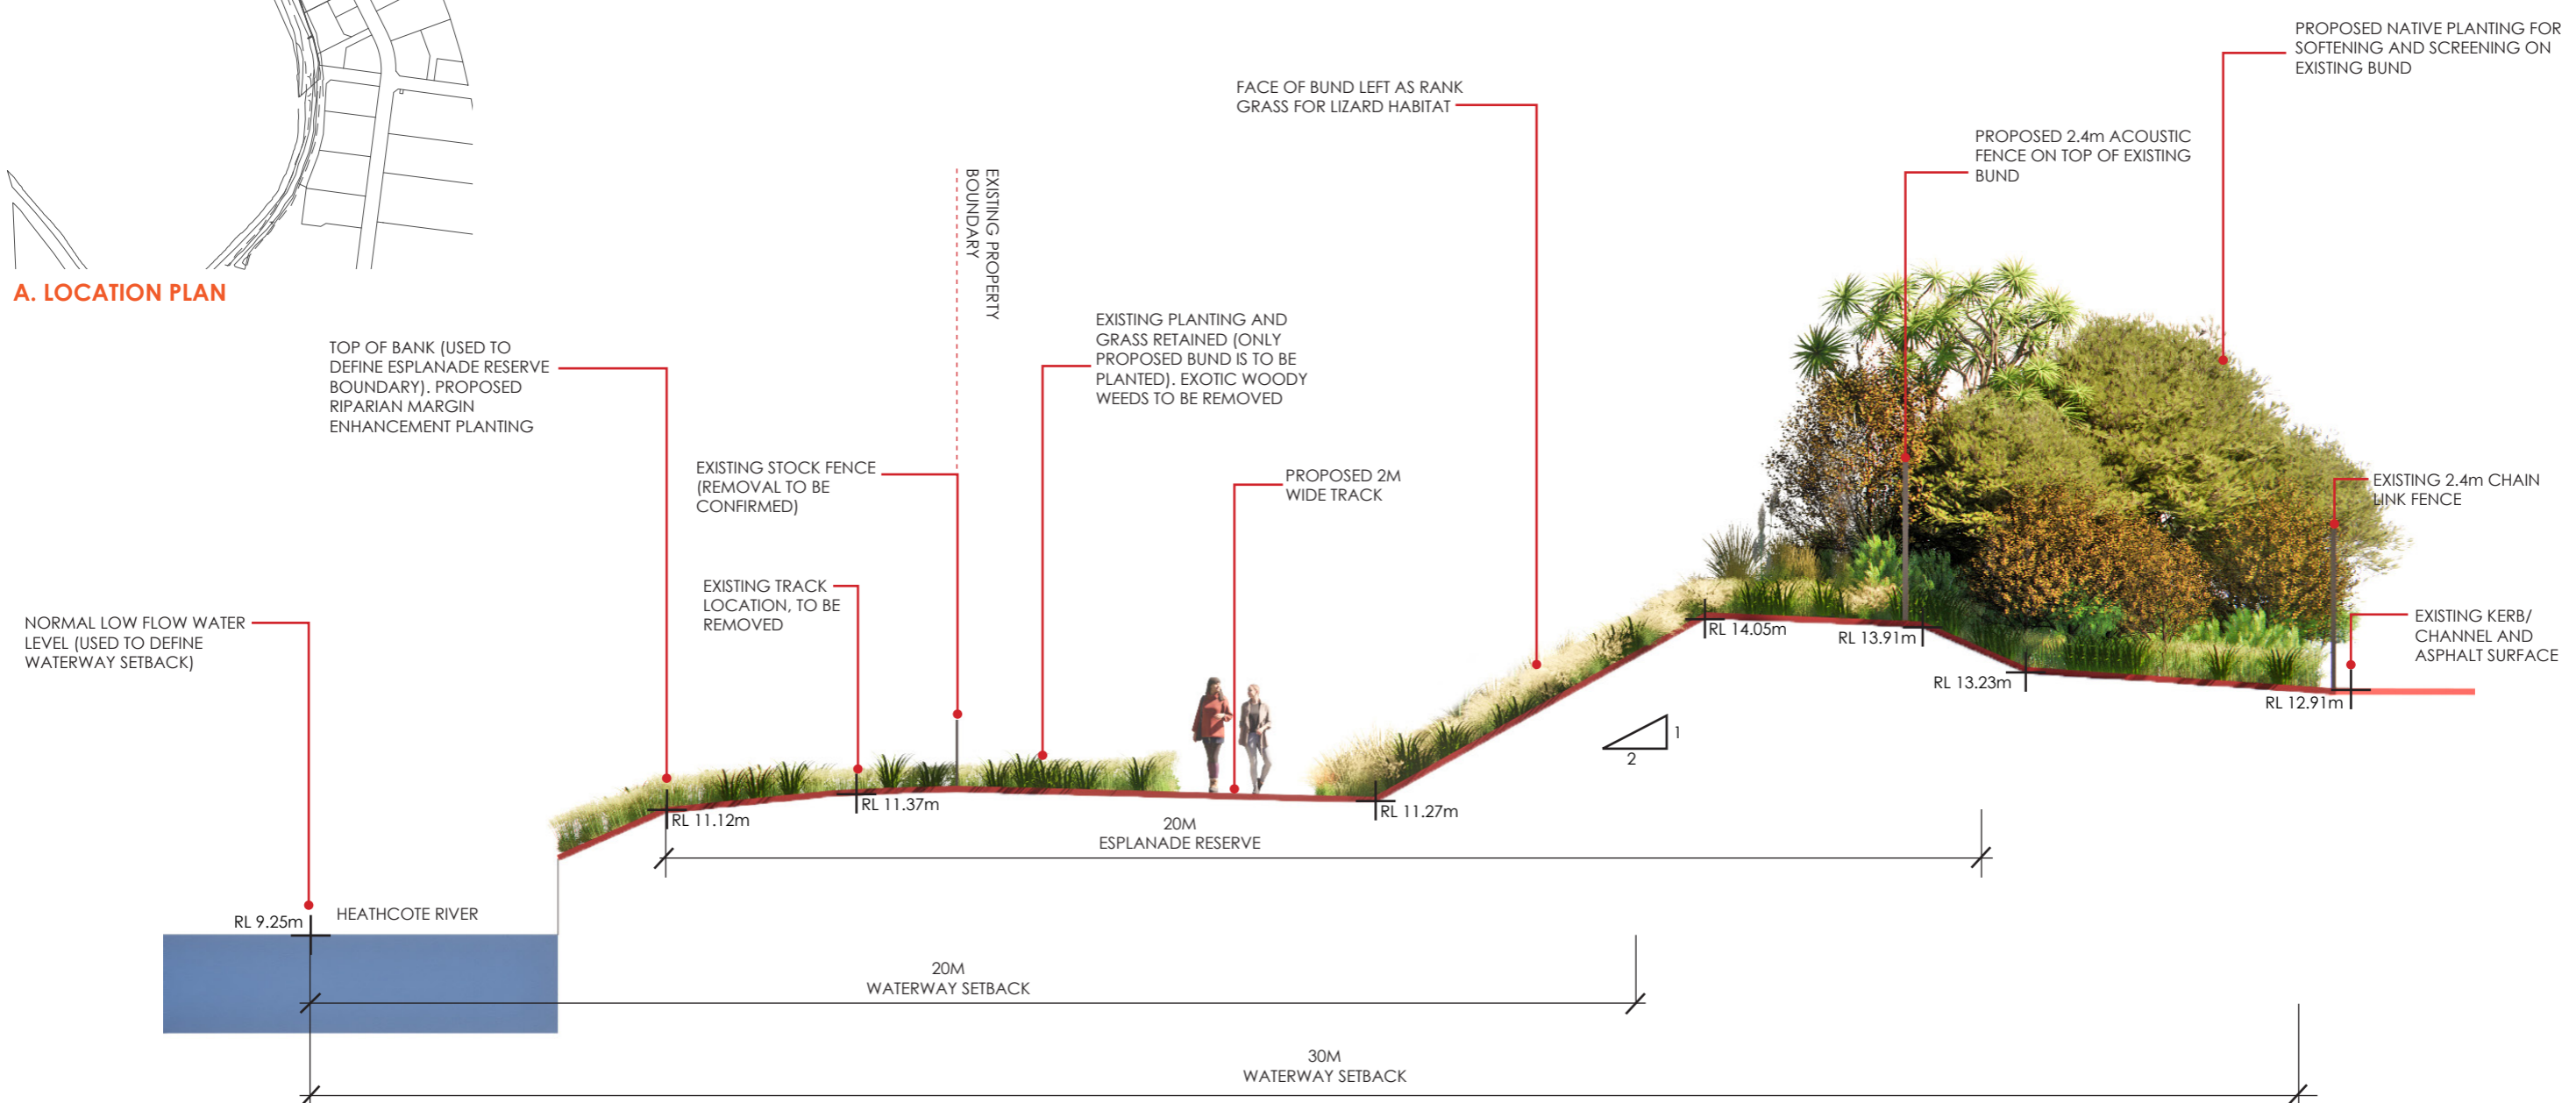 A. LOCATION PLAN
PROPOSED NATIVE PLANTING FOR
SOFTENING AND SCREENING ON
EXISTING BUND
FACE OF BUND LEFT AS RANK
GRASS FOR LIZARD HABITAT
PROPOSED 2.4m ACOUSTIC
FENCE ON TOP OF EXISTING
BUND
EXISTING PROPERTY
BOUNDARY
EXISTING PLANTING AND
GRASS RETAINED (ONLY
PROPOSED BUND IS TO BE
PLANTED). EXOTIC WOODY
WEEDS TO BE REMOVED
TOP OF BANK (USED TO
DEFINE ESPLANADE RESERVE
BOUNDARY). PROPOSED
RIPARIAN MARGIN
ENHANCEMENT PLANTING
EXISTING STOCK FENCE
(REMOVAL TO BE
CONFIRMED)
PROPOSED 2M
WIDE TRACK
EXISTING 2.4m CHAIN
LINK FENCE
EXISTING TRACK
LOCATION, TO BE
REMOVED
NORMAL LOW FLOW WATER
LEVEL (USED TO DEFINE
WATERWAY SETBACK)
EXISTING KERB/
CHANNEL AND
ASPHALT SURFACE
RL 14.05m
RL 13.91m
RL 13.23m
RL 12.91m
1
2
RL 11.37m
RL 11.12m
RL 11.27m
20M
ESPLANADE RESERVE
RL 9.25m
HEATHCOTE RIVER
20M
WATERWAY SETBACK
30M
WATERWAY SETBACK